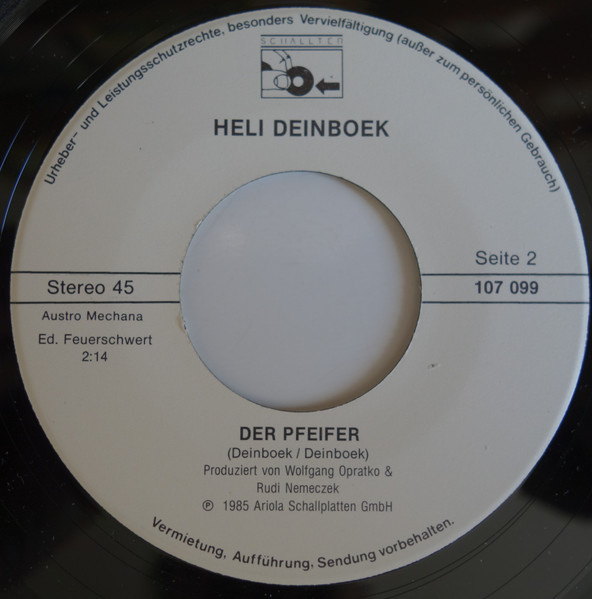 Urheber- und Leistungsschutzrechte, besonders Vervielfältigung (außer zum persönlichen Gebrauch)
SCHALLTER
HELI DEINBOEK
Seite 2
Stereo 45
107 099
Austro Mechana
Ed. Feuerschwert
2:14
DER PFEIFER
(Deinboek / Deinboek)
Produziert von Wolfgang Opratko &
Rudi Nemeczek
℗ 1985 Ariola Schallplatten GmbH
Vermietung, Aufführung, Sendung vorbehalten.